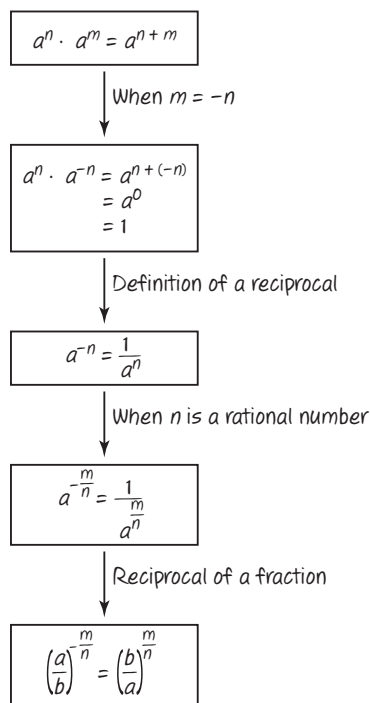 aⁿ · aᵐ = aⁿ⁺ᵐ
When m = –n
aⁿ · a⁻ⁿ = aⁿ⁺⁽⁻ⁿ⁾
= a⁰
= 1
Definition of a reciprocal
a⁻ⁿ = 1/aⁿ
When n is a rational number
a^(-m/n) = 1/a^(m/n)
Reciprocal of a fraction
(a/b)^(-m/n) = (b/a)^(m/n)